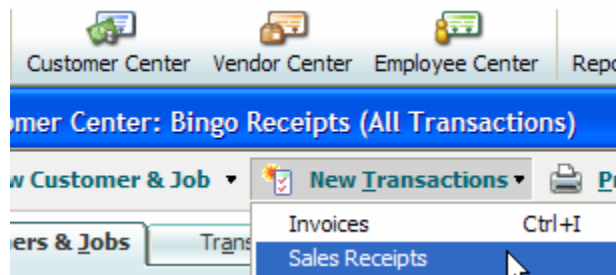 Customer Center Vendor Center Employee Center Repo
omer Center: Bingo Receipts (All Transactions)
w Customer & Job New Transactions P
ers & Jobs Trans
Invoices Ctrl+I
Sales Receipts